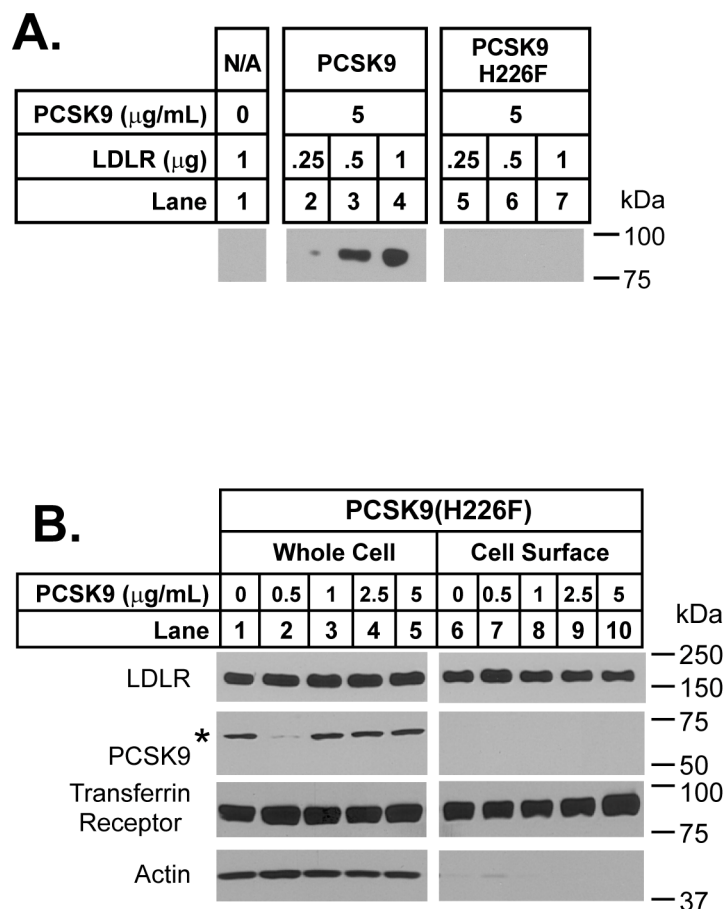 A.
N/A PCSK9 PCSK9 H226F
PCSK9 (μg/mL) 0 5 5
LDLR (μg) 1 .25 .5 1 .25 .5 1
Lane 1 2 3 4 5 6 7 kDa
100
75
B.
PCSK9(H226F)
Whole Cell Cell Surface
PCSK9 (μg/mL) 0 0.5 1 2.5 5 0 0.5 1 2.5 5
Lane 1 2 3 4 5 6 7 8 9 10 kDa
250
LDLR 150
75
*
PCSK9 50
Transferrin 100
Receptor 75
Actin
37